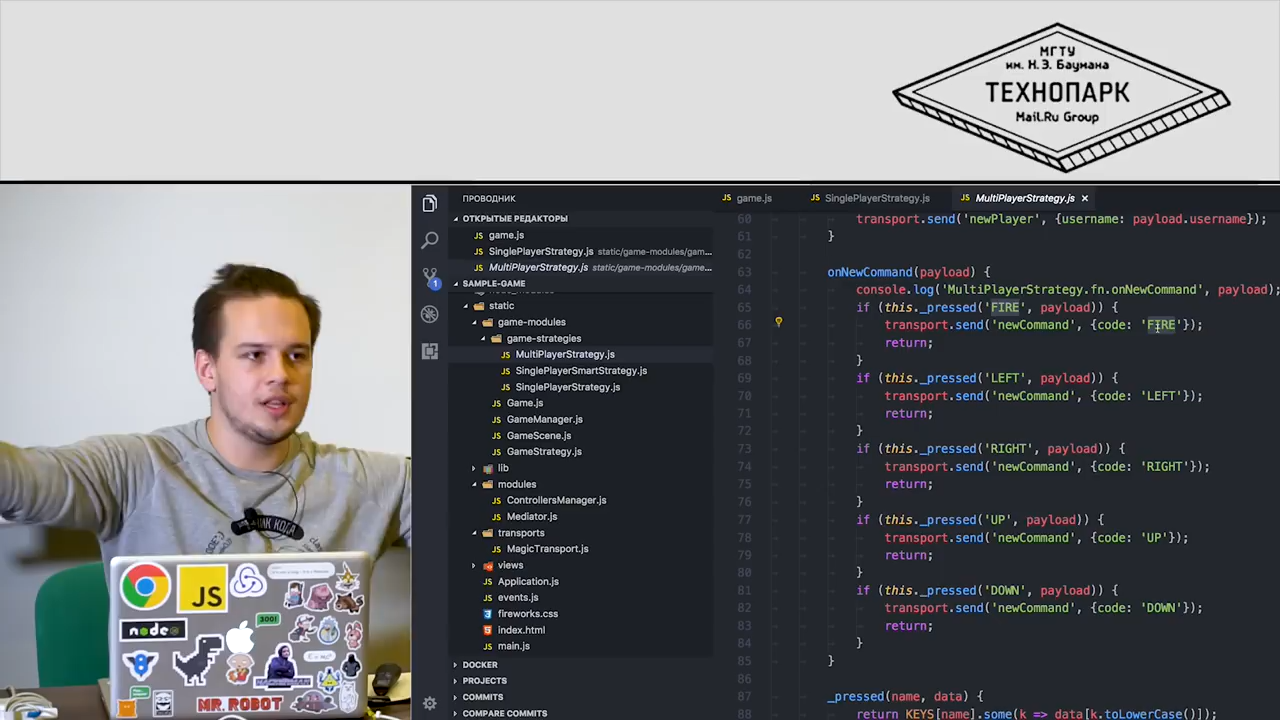 МГТУ
им. Н.Э. Баумана
ТЕХНОПАРК
Mail.Ru Group
ПРОВОДНИК
ОТКРЫТЫЕ РЕДАКТОРЫ
game.js
SinglePlayerStrategy.js static/game-modules/gam...
MultiPlayerStrategy.js static/game-modules/game...
SAMPLE-GAME
node_modules
static
game-modules
game-strategies
MultiPlayerStrategy.js
SinglePlayerSmartStrategy.js
SinglePlayerStrategy.js
Game.js
GameManager.js
GameScene.js
GameStrategy.js
lib
modules
ControllersManager.js
Mediator.js
transports
MagicTransport.js
views
Application.js
events.js
fireworks.css
index.html
main.js
DOCKER
PROJECTS
COMMITS
COMPARE COMMITS
1
game.js
SinglePlayerStrategy.js
MultiPlayerStrategy.js ×
60 transport.send('newPlayer', {username: payload.username});
61 }
62
63 onNewCommand(payload) {
64 console.log('MultiPlayerStrategy.fn.onNewCommand', payload);
65 if (this._pressed('FIRE', payload)) {
66 transport.send('newCommand', {code: 'FIRE'});
67 return;
68 }
69 if (this._pressed('LEFT', payload)) {
70 transport.send('newCommand', {code: 'LEFT'});
71 return;
72 }
73 if (this._pressed('RIGHT', payload)) {
74 transport.send('newCommand', {code: 'RIGHT'});
75 return;
76 }
77 if (this._pressed('UP', payload)) {
78 transport.send('newCommand', {code: 'UP'});
79 return;
80 }
81 if (this._pressed('DOWN', payload)) {
82 transport.send('newCommand', {code: 'DOWN'});
83 return;
84 }
85 }
86
87 _pressed(name, data) {
88 return KEYS[name].some(k => data[k.toLowerCase()]);
JS
node
300!
MR. ROBOT